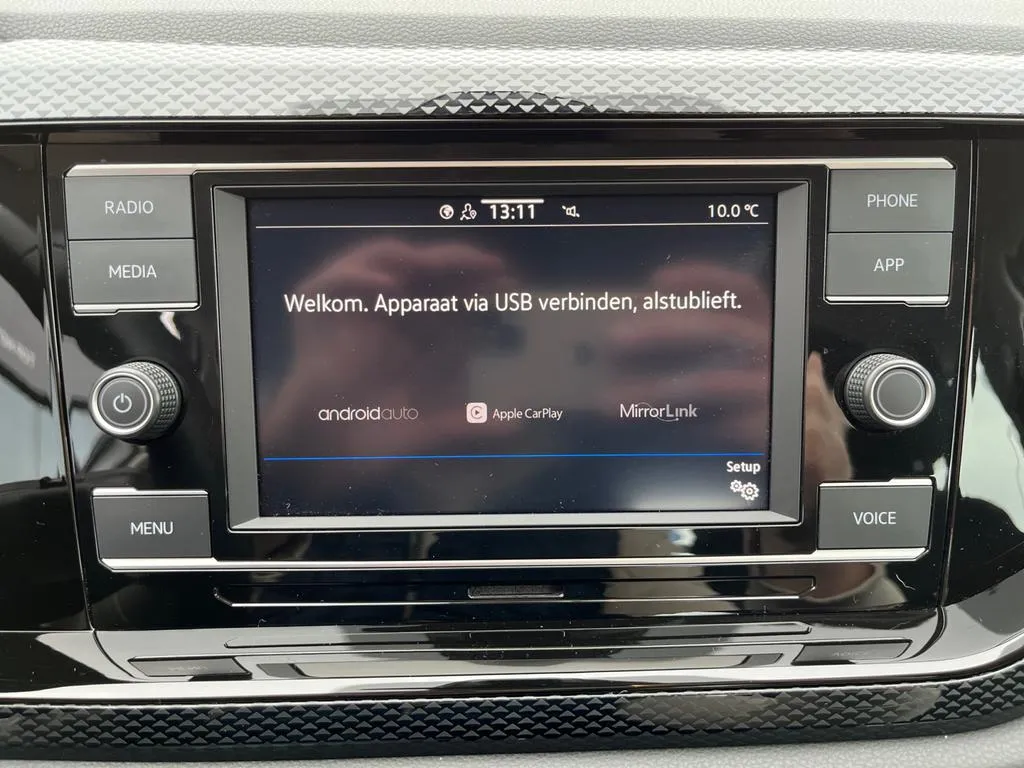 RADIO
MEDIA
13:11
10.0 °C
PHONE
APP
Welkom. Apparaat via USB verbinden, alstublieft.
androidauto
Apple CarPlay
MirrorLink
Setup
MENU
VOICE